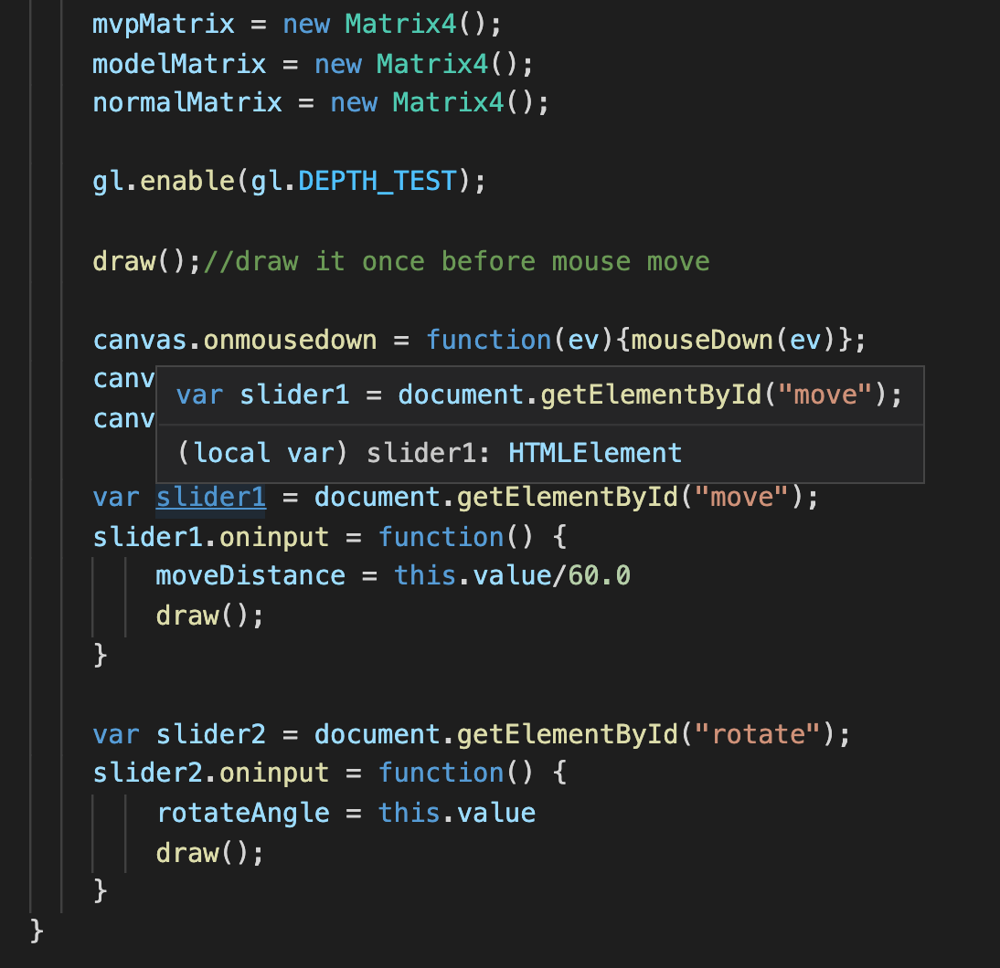 mvpMatrix = new Matrix4();
modelMatrix = new Matrix4();
normalMatrix = new Matrix4();
gl.enable(gl.DEPTH_TEST);
draw();//draw it once before mouse move
canvas.onmousedown = function(ev){mouseDown(ev)};
canv
canv
var slider1 = document.getElementById("move");
(local var) slider1: HTMLElement
var slider1 = document.getElementById("move");
slider1.oninput = function() {
moveDistance = this.value/60.0
draw();
}
var slider2 = document.getElementById("rotate");
slider2.oninput = function() {
rotateAngle = this.value
draw();
}
}